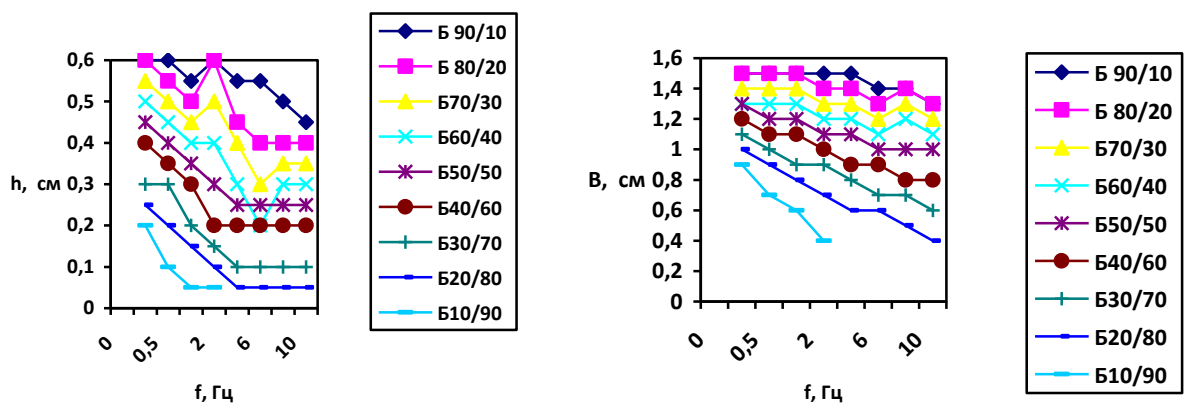 Б 90/10
Б 80/20
Б70/30
Б60/40
Б50/50
Б40/60
Б30/70
Б20/80
Б10/90
0,6
0,5
0,4
h, см 0,3
0,2
0,1
0
0 0,5 2 6 10
f, Гц
1,6
1,4
1,2
1
В, см 0,8
0,6
0,4
0,2
0
0 0,5 2 6 10
f, Гц
Б 90/10
Б 80/20
Б70/30
Б60/40
Б50/50
Б40/60
Б30/70
Б20/80
Б10/90